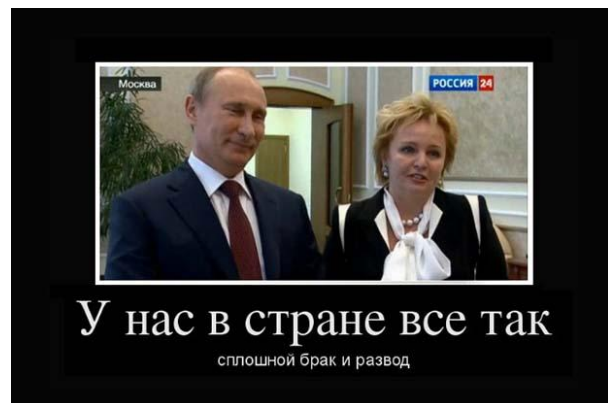 Москва
РОССИЯ 24
У нас в стране все так
сплошной брак и развод